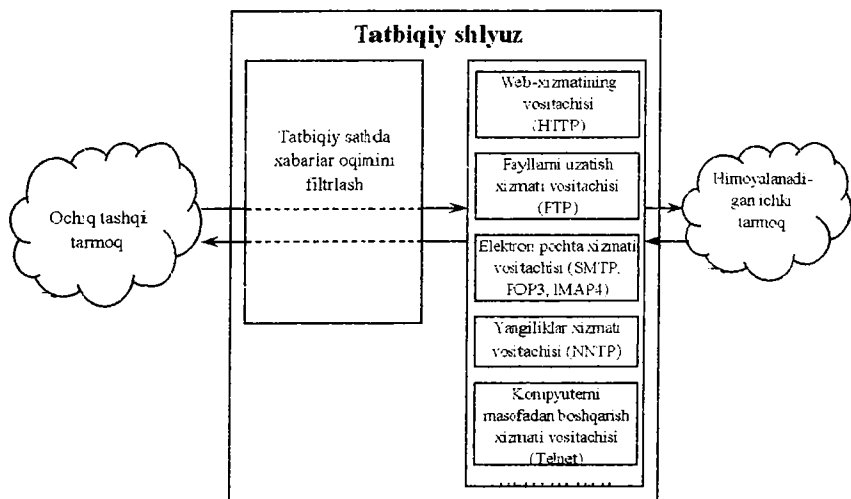 Tatbiqiy shlyuz
Web-xizmatining
vositachisi
(HTTP)
Tatbiqiy sathda
xabarlar oqimini
filtrlash
Fayllarni uzatish
xizmati vositachisi
(FTP)
Ochiq tashqi
tarmoq
Himoyalanadi-
gan ichki
tarmoq
Elektron pochta xizmati
vositachisi (SMTP,
POP3, IMAP4)
Yangiliklar xizmati
vositachisi (NNTP)
Kompyuterni
masofadan boshqarish
xizmati vositachisi
(Telnet)